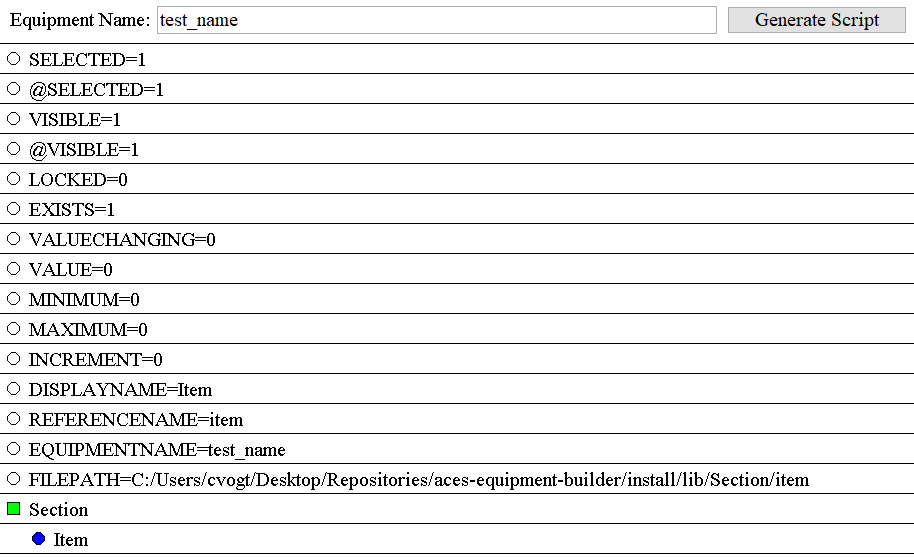 Equipment Name: test_name Generate Script
SELECTED=1
@SELECTED=1
VISIBLE=1
@VISIBLE=1
LOCKED=0
EXISTS=1
VALUECHANGING=0
VALUE=0
MINIMUM=0
MAXIMUM=0
INCREMENT=0
DISPLAYNAME=Item
REFERENCENAME=item
EQUIPMENTNAME=test_name
FILEPATH=C:/Users/cvogt/Desktop/Repositories/aces-equipment-builder/install/lib/Section/item
Section
Item